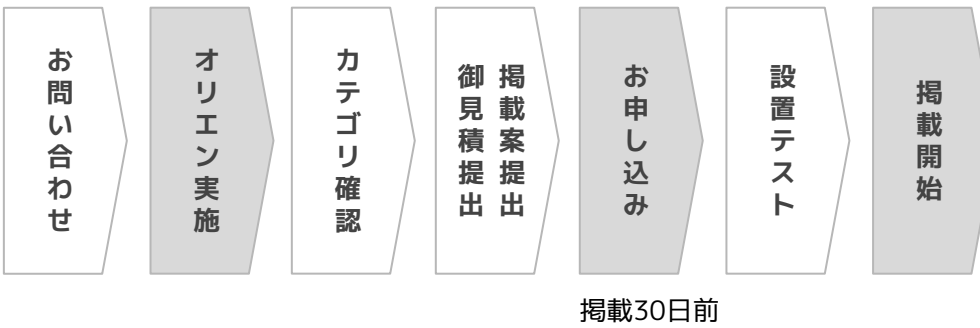 お問い合わせ
オリエン実施
カテゴリ確認
掲載案提出
御見積提出
お申し込み
設置テスト
掲載開始
掲載30日前